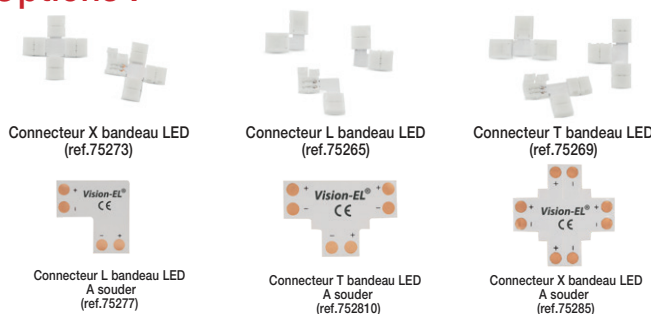 Options :
Connecteur X bandeau LED
(ref.75273)
Connecteur L bandeau LED
(ref.75265)
Connecteur T bandeau LED
(ref.75269)
+ Vision-EL®
− CE
− +
+ Vision-EL® +
− CE −
− +
+ −
+ Vision-EL® +
− CE −
+ −
Connecteur L bandeau LED
A souder
(ref.75277)
Connecteur T bandeau LED
A souder
(ref.752810)
Connecteur X bandeau LED
A souder
(ref.75285)